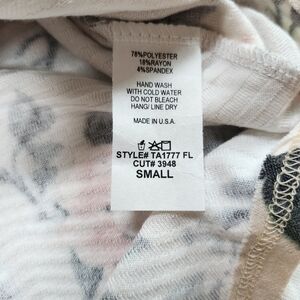 78%POLYESTER
18%RAYON
4%SPANDEX
HAND WASH
WITH COLD WATER
DO NOT BLEACH
HANG/ LINE DRY
MADE IN U.S.A.
STYLE# TA1777 FL
CUT# 3948
SMALL